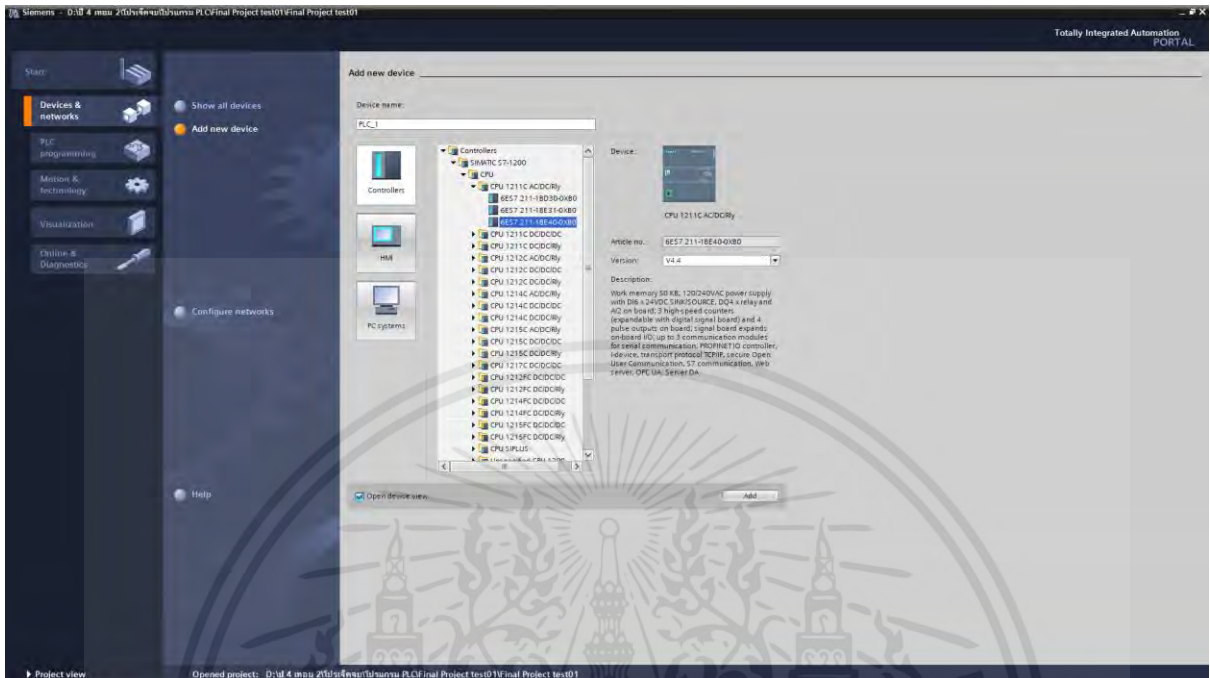 Siemens - D:\ปี 4 เทอม 2\โปรเจ็คจบ\โปรแกรม PLC\Final Project test01\Final Project test01
Totally Integrated Automation
PORTAL
Start
Devices &
networks
PLC
programming
Motion &
technology
Visualization
Online &
Diagnostics
Show all devices
Add new device
Configure networks
Help
Add new device
Device name:
PLC_1
Controllers
HMI
PC systems
Controllers
SIMATIC S7-1200
CPU
CPU 1211C AC/DC/Rly
6ES7 211-1BD30-0XB0
6ES7 211-1BE31-0XB0
6ES7 211-1BE40-0XB0
CPU 1211C DC/DC/DC
CPU 1211C DC/DC/Rly
CPU 1212C AC/DC/Rly
CPU 1212C DC/DC/DC
CPU 1212C DC/DC/Rly
CPU 1214C AC/DC/Rly
CPU 1214C DC/DC/DC
CPU 1214C DC/DC/Rly
CPU 1215C AC/DC/Rly
CPU 1215C DC/DC/DC
CPU 1215C DC/DC/Rly
CPU 1217C DC/DC/DC
CPU 1212FC DC/DC/DC
CPU 1212FC DC/DC/Rly
CPU 1214FC DC/DC/DC
CPU 1214FC DC/DC/Rly
CPU 1215FC DC/DC/DC
CPU 1215FC DC/DC/Rly
CPU SIPLUS
Unspecified CPU 1200
Device:
CPU 1211C AC/DC/Rly
Article no.: 6ES7 211-1BE40-0XB0
Version: V4.4
Description:
Work memory 50 KB; 120/240VAC power supply
with DI6 x 24VDC SINK/SOURCE, DQ4 x relay and
AI2 on board; 3 high-speed counters
(expandable with digital signal board) and 4
pulse outputs on board; signal board expands
on-board I/O; up to 3 communication modules
for serial communication; PROFINET IO controller,
I-device, transport protocol TCP/IP, secure Open
User Communication, S7 communication, Web
server, OPC UA: Server DA
Open device view
Add
Project view
Opened project: D:\ปี 4 เทอม 2\โปรเจ็คจบ\โปรแกรม PLC\Final Project test01\Final Project test01